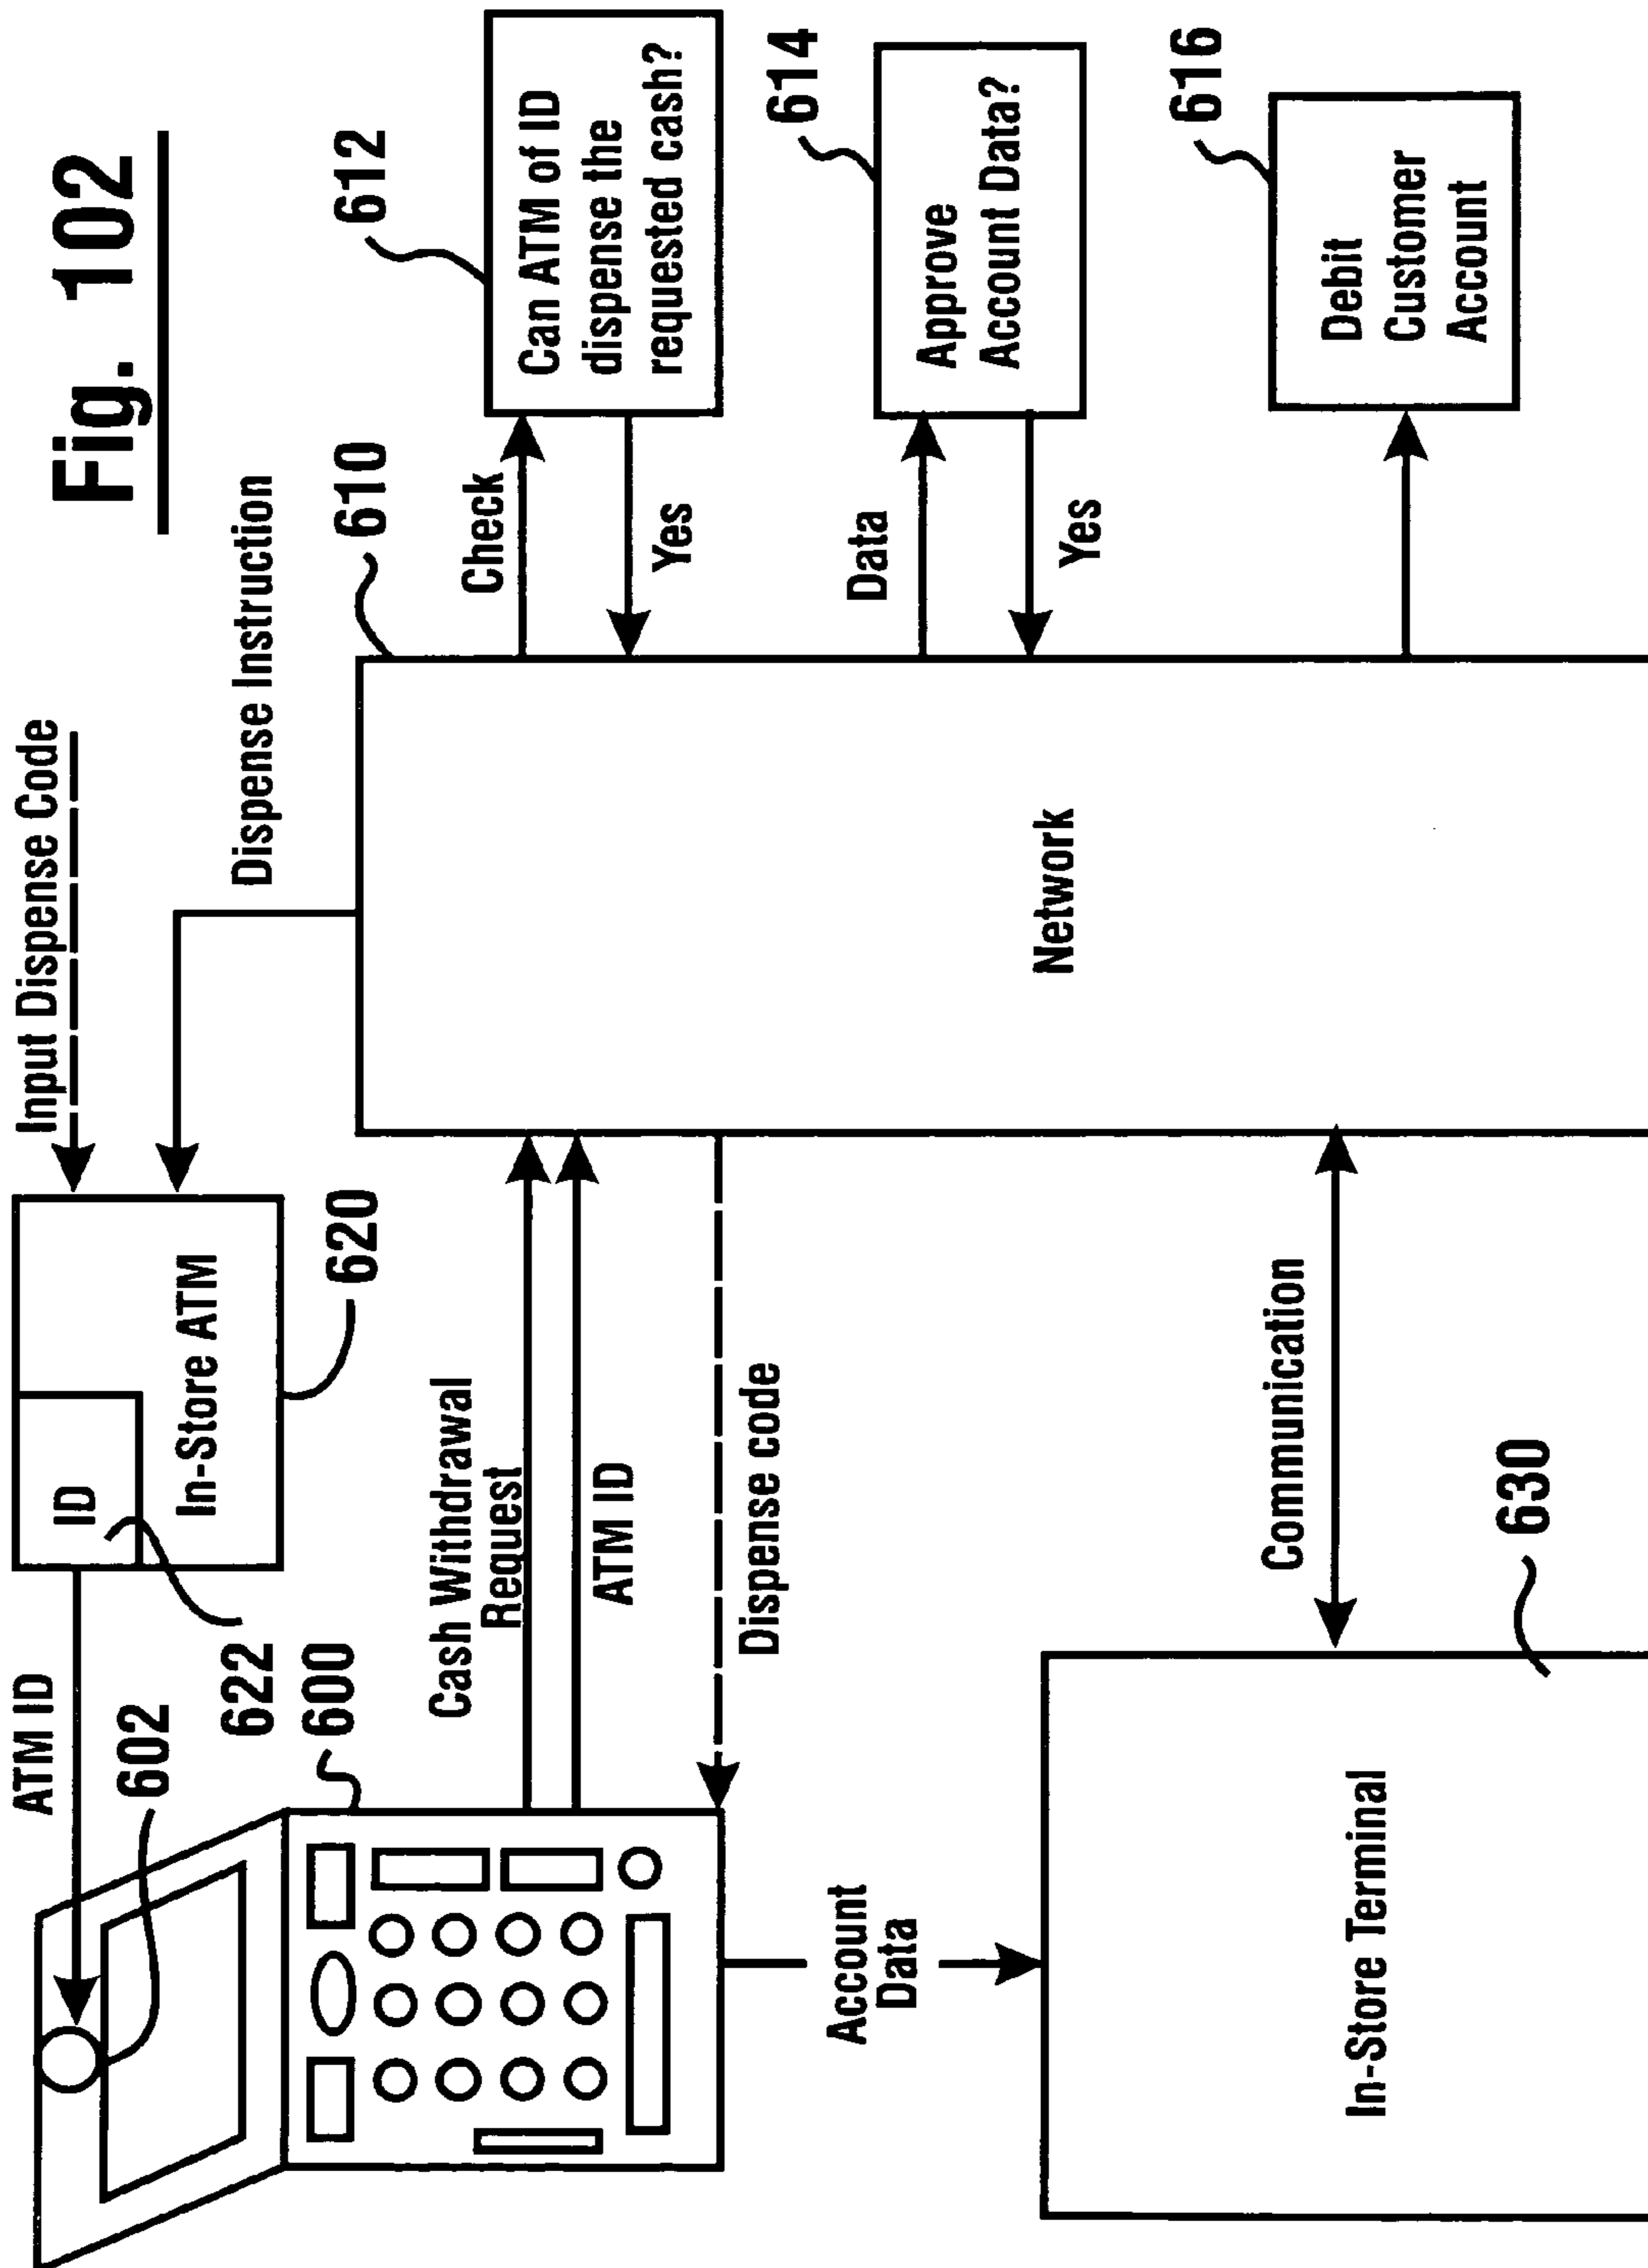 Fig. 102
Input Dispense Code
Dispense Instruction
ATM ID
602
ID
In-Store ATM
622
620
600
610
612
Cash Withdrawal
Request
ATM ID
Dispense code
Check
Yes
Can ATM of ID
dispense the
requested cash?
614
Data
Yes
Approve
Account Data?
616
Debit
Customer
Account
Network
Account
Data
Communication
630
In-Store Terminal